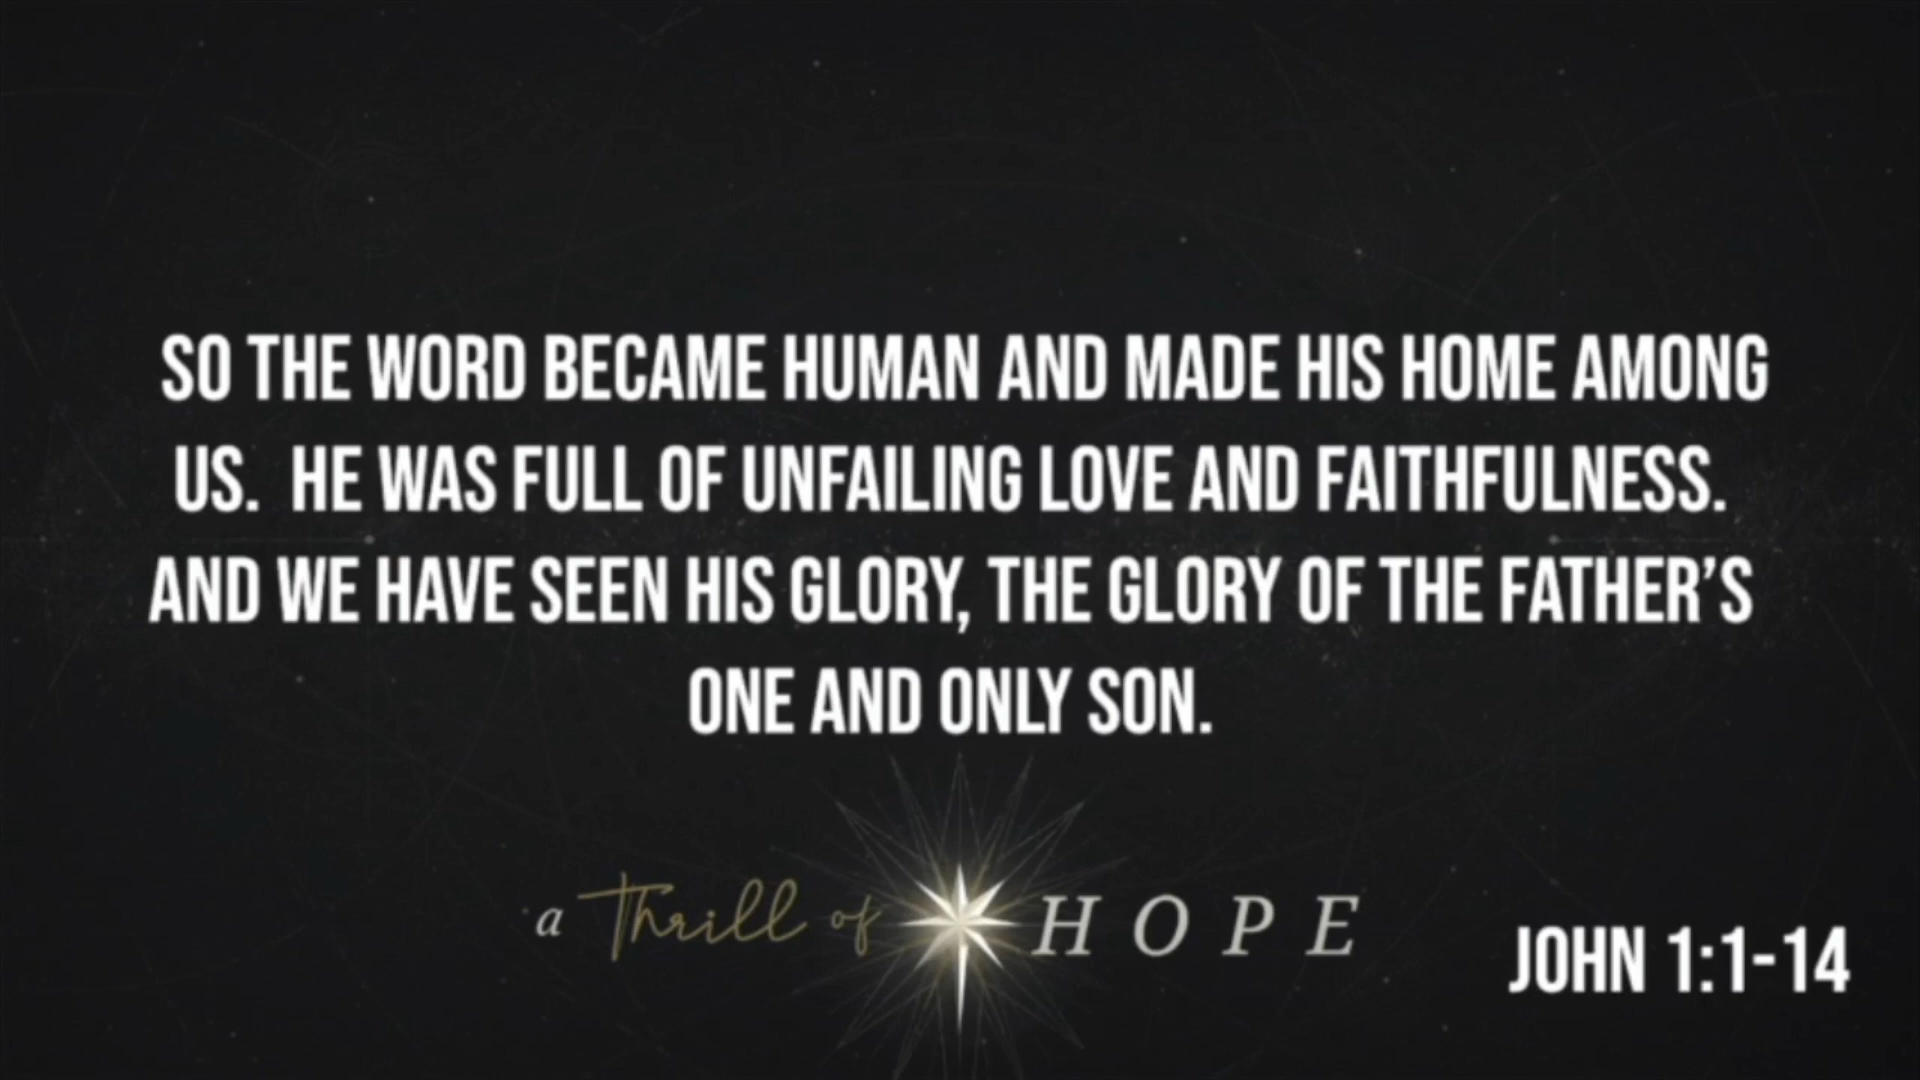 SO THE WORD BECAME HUMAN AND MADE HIS HOME AMONG
US. HE WAS FULL OF UNFAILING LOVE AND FAITHFULNESS.
AND WE HAVE SEEN HIS GLORY, THE GLORY OF THE FATHER’S
ONE AND ONLY SON.
a Thrill of HOPE
JOHN 1:1-14